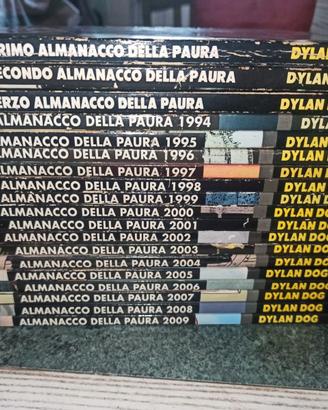 RIMO ALMANACCO DELLA PAURA DYLAN
ECONDO ALMANACCO DELLA PAURA DYLAN
ERZO ALMANACCO DELLA PAURA DYLAN
ALMANACCO DELLA PAURA 1994 DYLAN
ALMANACCO DELLA PAURA 1995 DYLAN
ALMANACCO DELLA PAURA 1996 DYLAN
ALMANACCO DELLA PAURA 1997 DYLAN
ALMANACCO DELLA PAURA 1998 DYLAN
ALMANACCO DELLA PAURA 1999 DYLAN D
ALMANACCO DELLA PAURA 2000 DYLAN DO
ALMANACCO DELLA PAURA 2001 DYLAN DO
ALMANACCO DELLA PAURA 2002 DYLAN DO
ALMANACCO DELLA PAURA 2003 DYLAN DOG
ALMANACCO DELLA PAURA 2004 DYLAN DOG
ALMANACCO DELLA PAURA 2005 DYLAN DOG
ALMANACCO DELLA PAURA 2006 DYLAN DOG
ALMANACCO DELLA PAURA 2007 DYLAN DOG
ALMANACCO DELLA PAURA 2008 DYLAN DOG
ALMANACCO DELLA PAURA 2009 DYLAN DOG